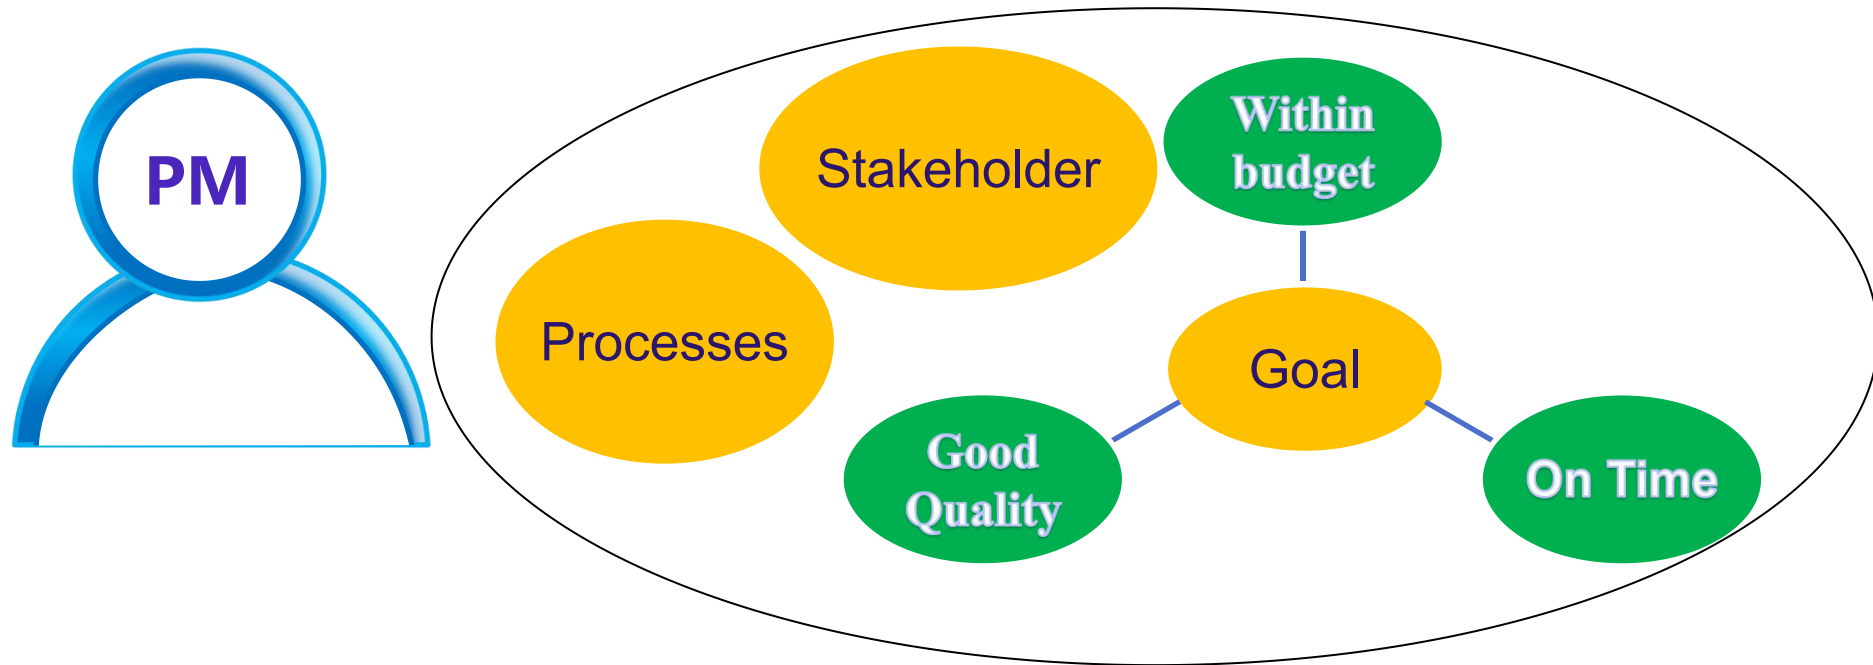 PM
Stakeholder
Within
budget
Processes
Goal
Good
Quality
On Time